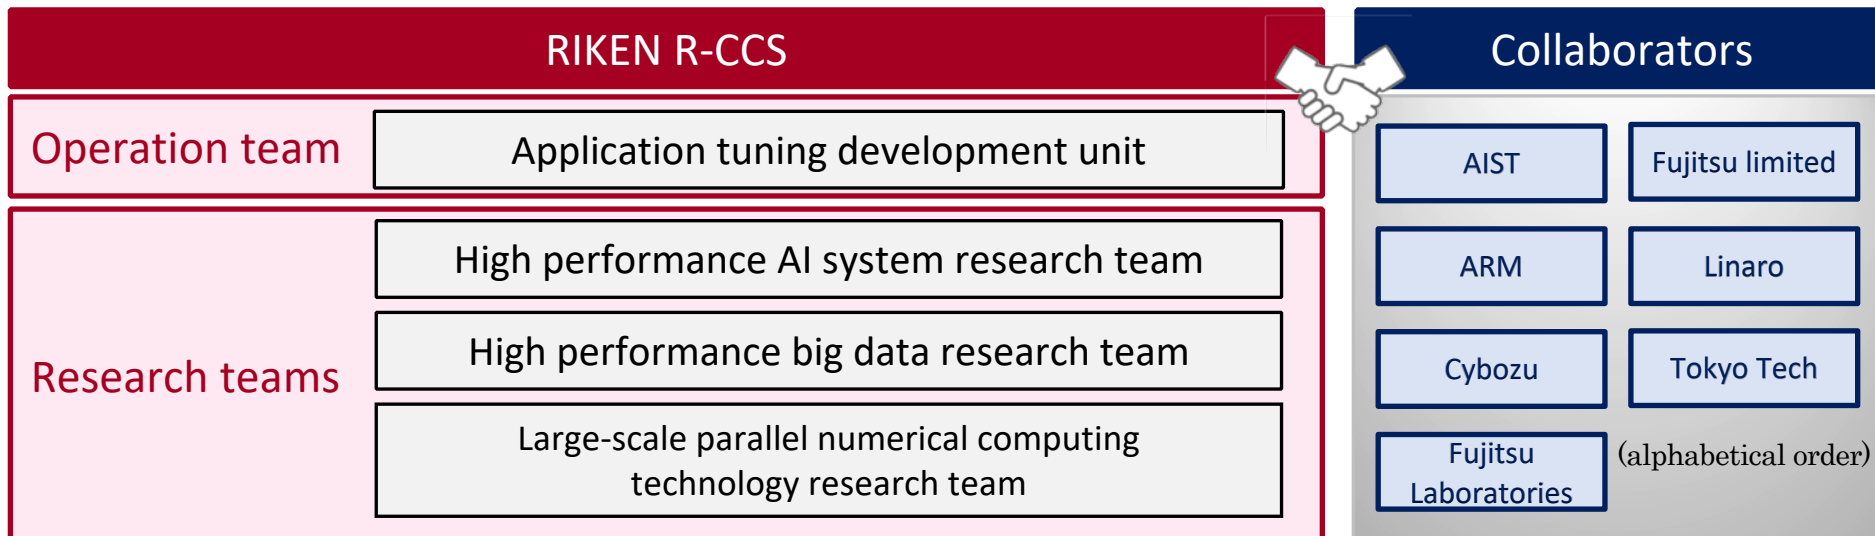 RIKEN R-CCS
Operation team
Application tuning development unit
Research teams
High performance AI system research team
High performance big data research team
Large-scale parallel numerical computing
technology research team
Collaborators
AIST
ARM
Cybozu
Fujitsu
Laboratories
Fujitsu limited
Linaro
Tokyo Tech
(alphabetical order)